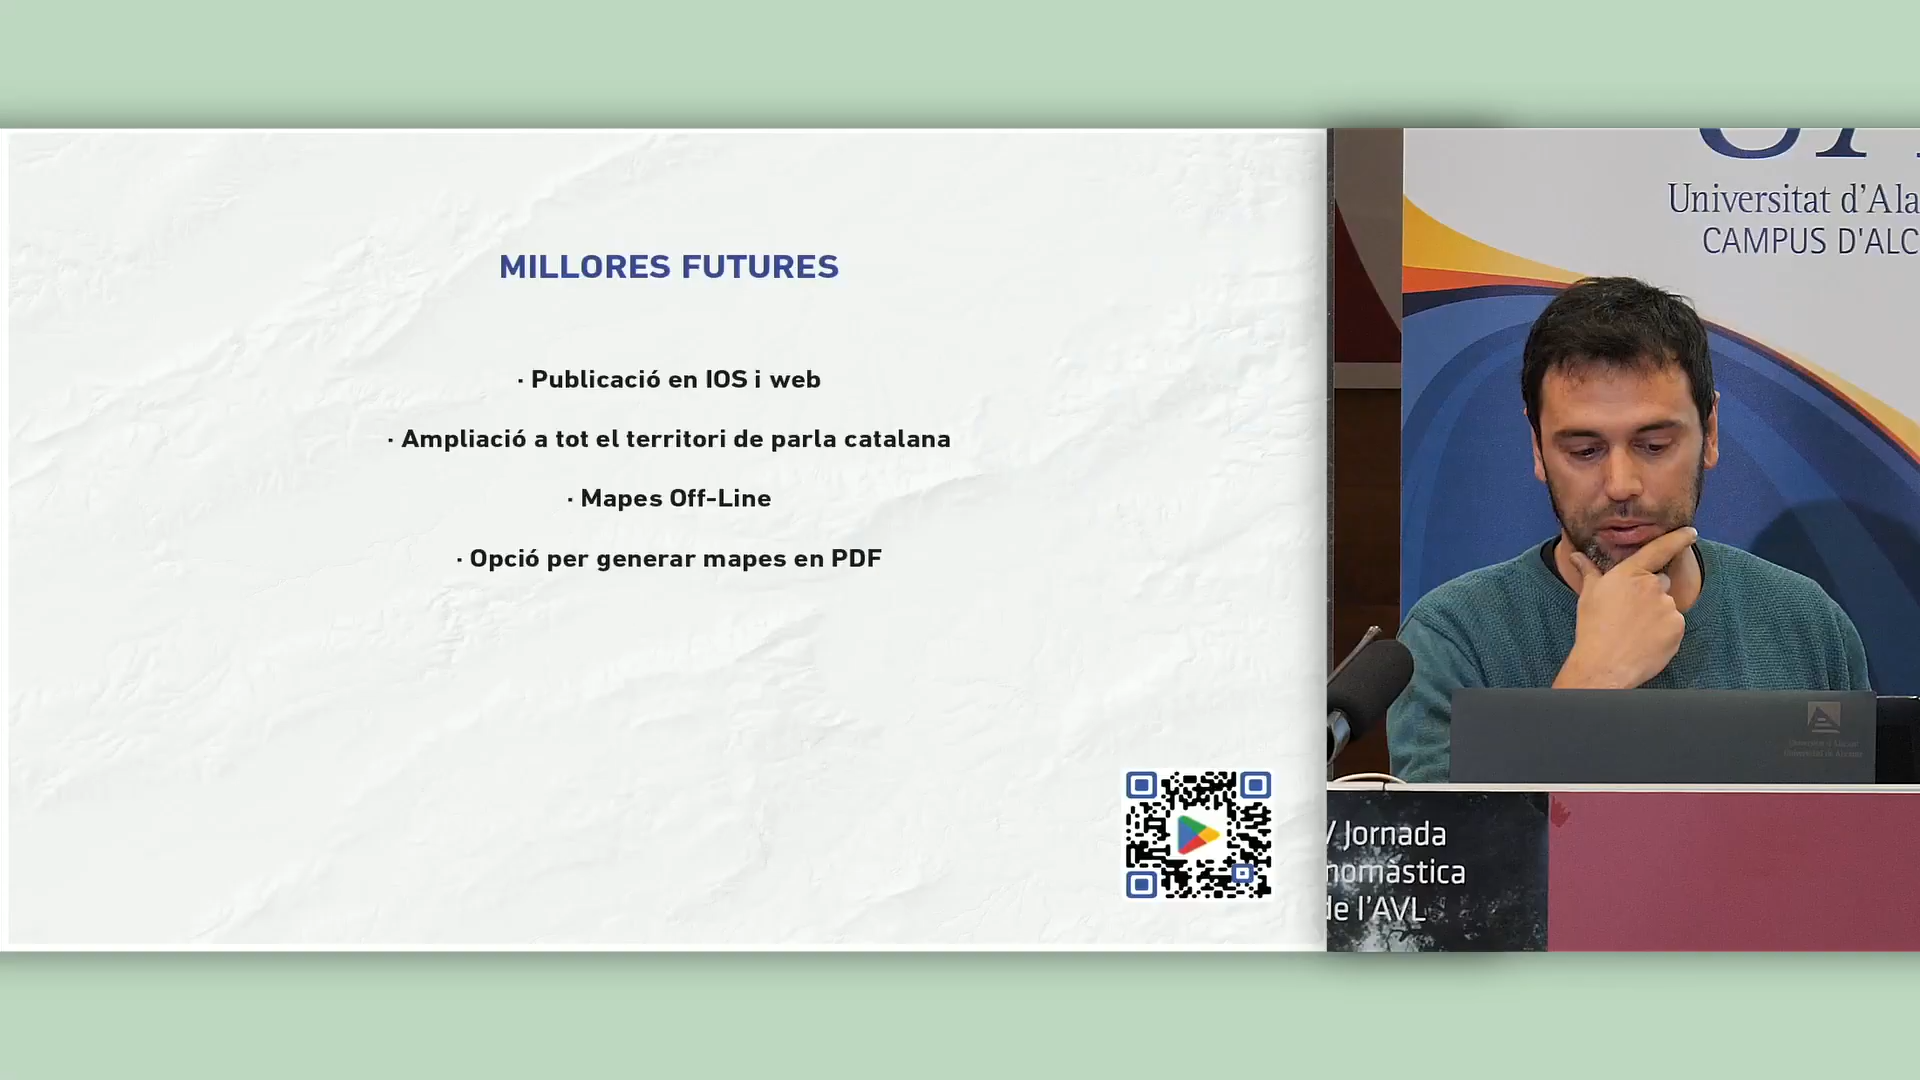 MILLORES FUTURES
· Publicació en IOS i web
· Ampliació a tot el territori de parla catalana
· Mapes Off-Line
· Opció per generar mapes en PDF
Universitat d'Ala
CAMPUS D'ALC
Jornada
nomàstica
de l'AVL